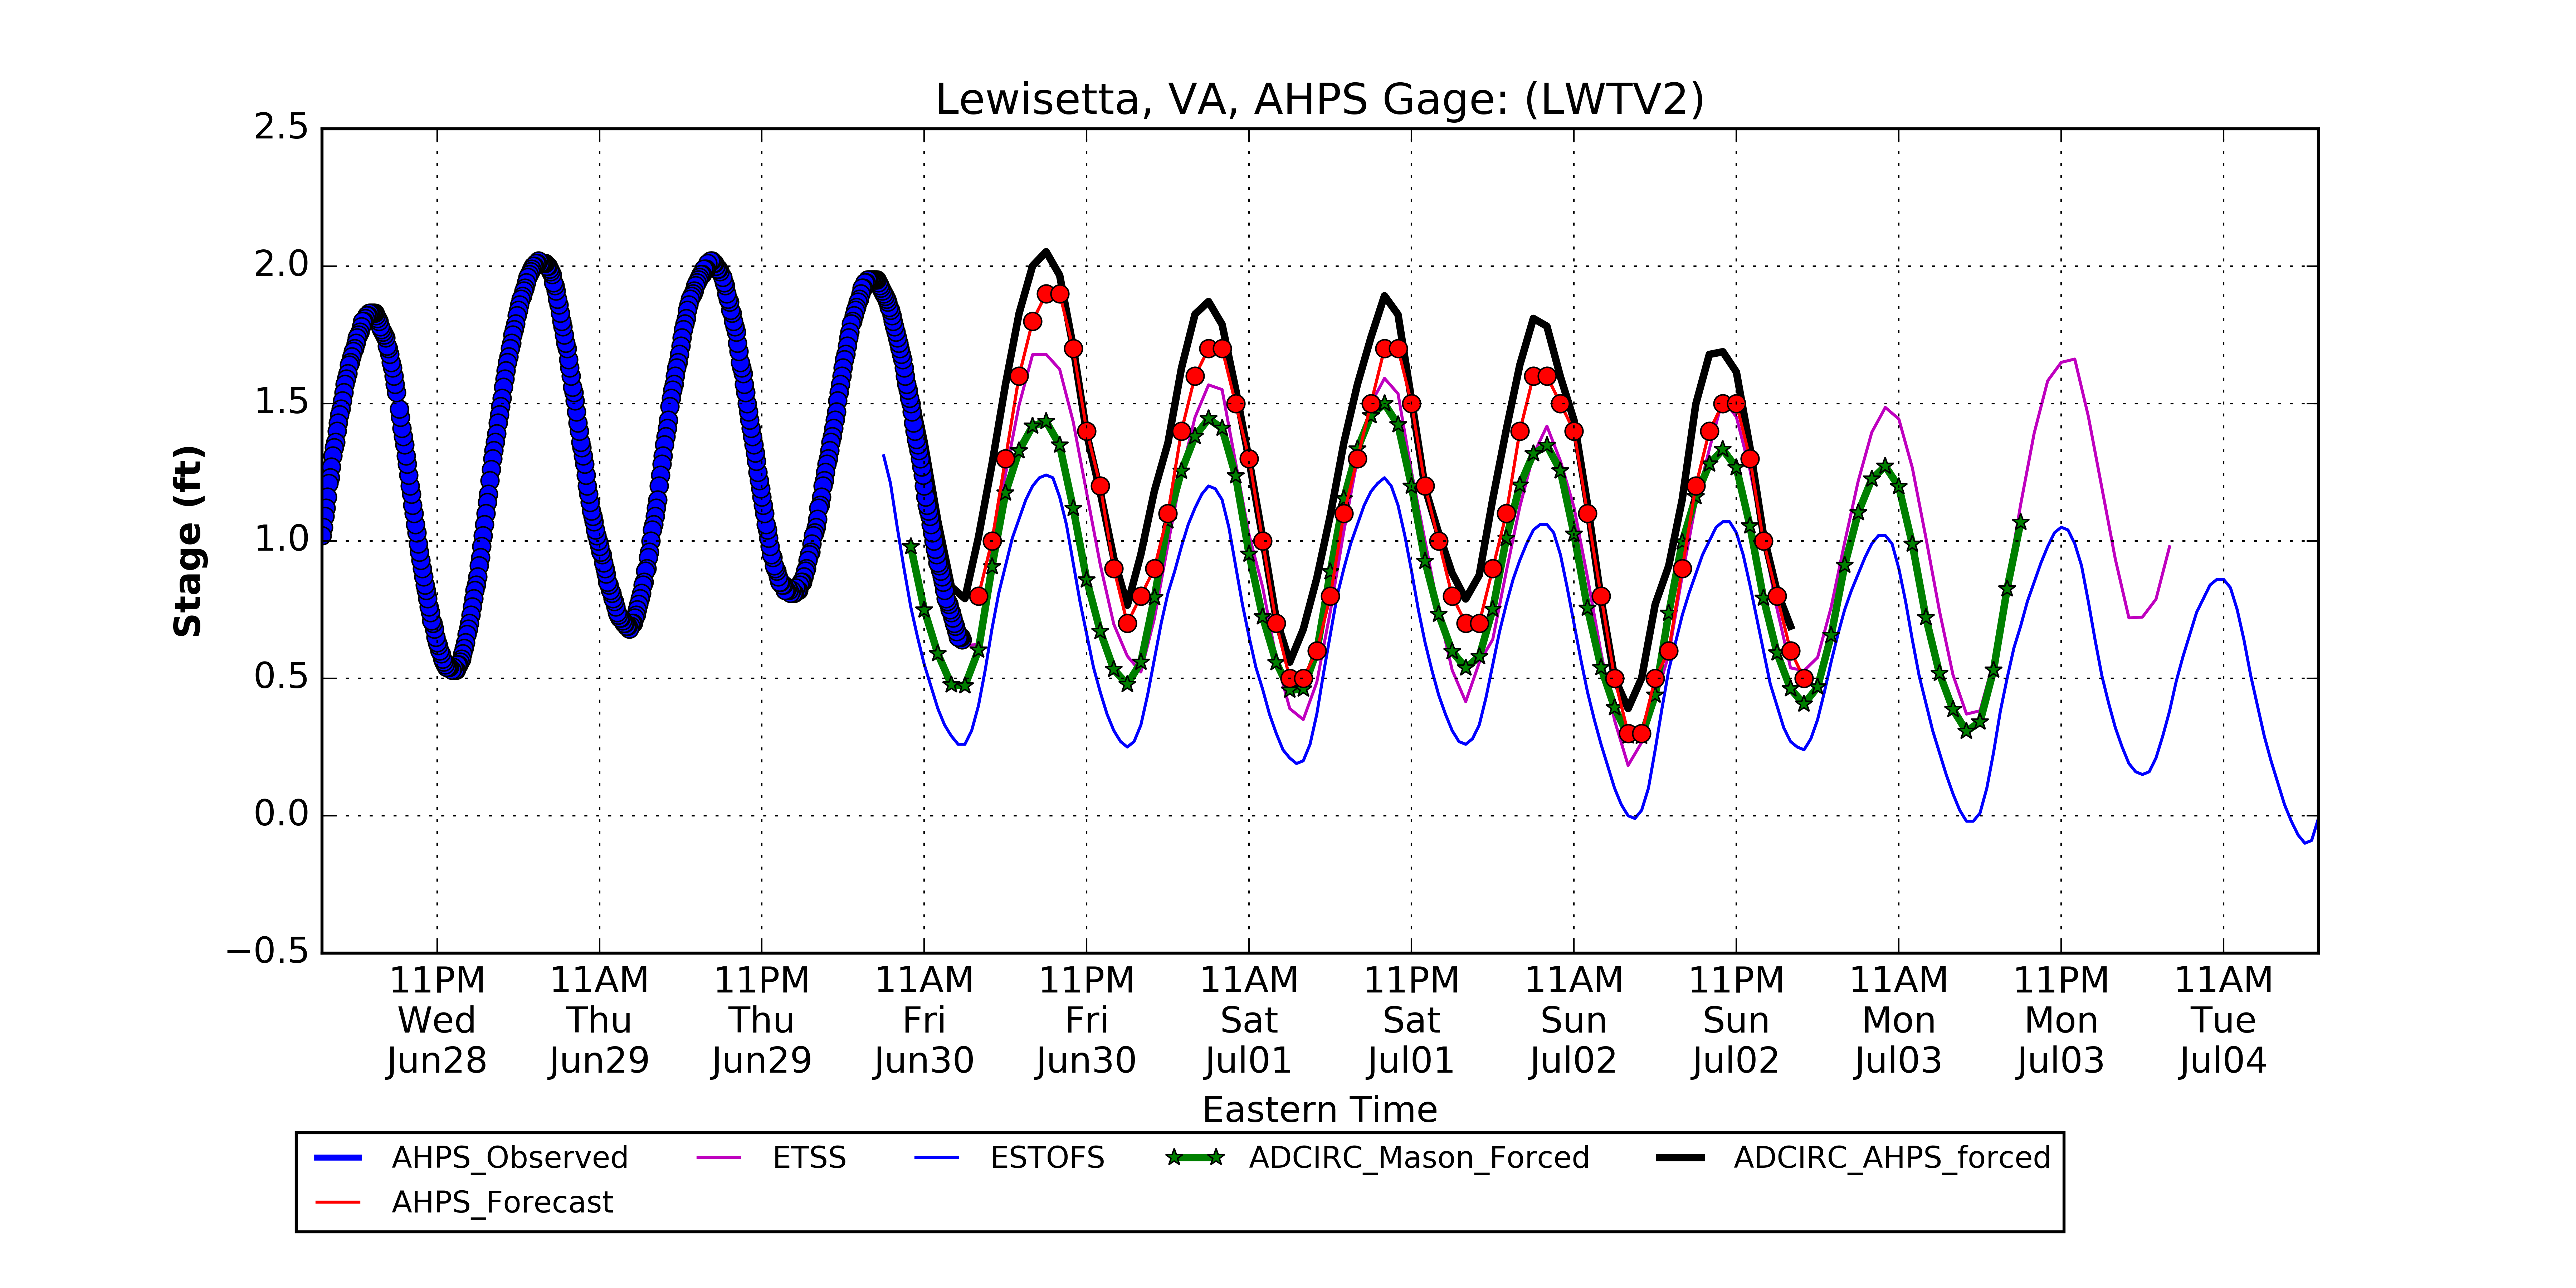 Lewisetta, VA, AHPS Gage: (LWTV2)
2.5
2.0
1.5
1.0
0.5
0.0
−0.5
Stage (ft)
11PM 11AM 11PM 11AM 11PM 11AM 11PM 11AM 11PM 11AM 11PM 11AM
Wed Thu Thu Fri Fri Sat Sat Sun Sun Mon Mon Tue
Jun28 Jun29 Jun29 Jun30 Jun30 Jul01 Jul01 Jul02 Jul02 Jul03 Jul03 Jul04
Eastern Time
AHPS_Observed ETSS ESTOFS ADCIRC_Mason_Forced ADCIRC_AHPS_forced
AHPS_Forecast